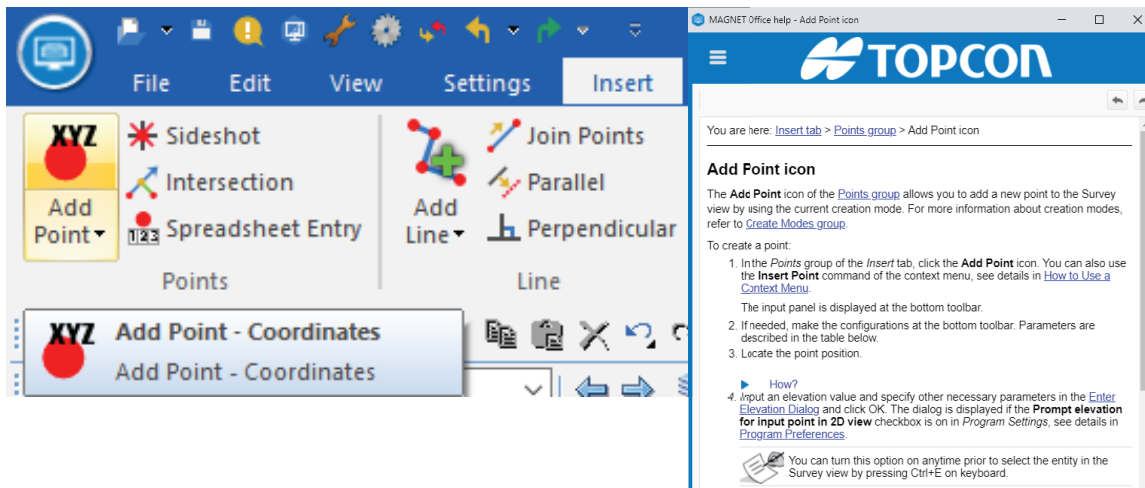 File Edit View Settings Insert
XYZ
Add
Point
Sideshot
Intersection
123 Spreadsheet Entry
Points
Add
Line
Join Points
Parallel
Perpendicular
Line
XYZ
Add Point - Coordinates
Add Point - Coordinates
MAGNET Office help - Add Point icon
TOPCON
You are here: Insert tab > Points group > Add Point icon
Add Point icon
The Add Point icon of the Points group allows you to add a new point to the Survey
view by using the current creation mode. For more information about creation modes,
refer to Create Modes group.
To create a point:
1. In the Points group of the Insert tab, click the Add Point icon. You can also use
the Insert Point command of the context menu, see details in How to Use a
Context Menu.
The input panel is displayed at the bottom toolbar.
2. If needed, make the configurations at the bottom toolbar. Parameters are
described in the table below.
3. Locate the point position.
How?
4. Input an elevation value and specify other necessary parameters in the Enter
Elevation Dialog and click OK. The dialog is displayed if the Prompt elevation
for input point in 2D view checkbox is on in Program Settings, see details in
Program Preferences.
You can turn this option on anytime prior to select the entity in the
Survey view by pressing Ctrl+E on keyboard.